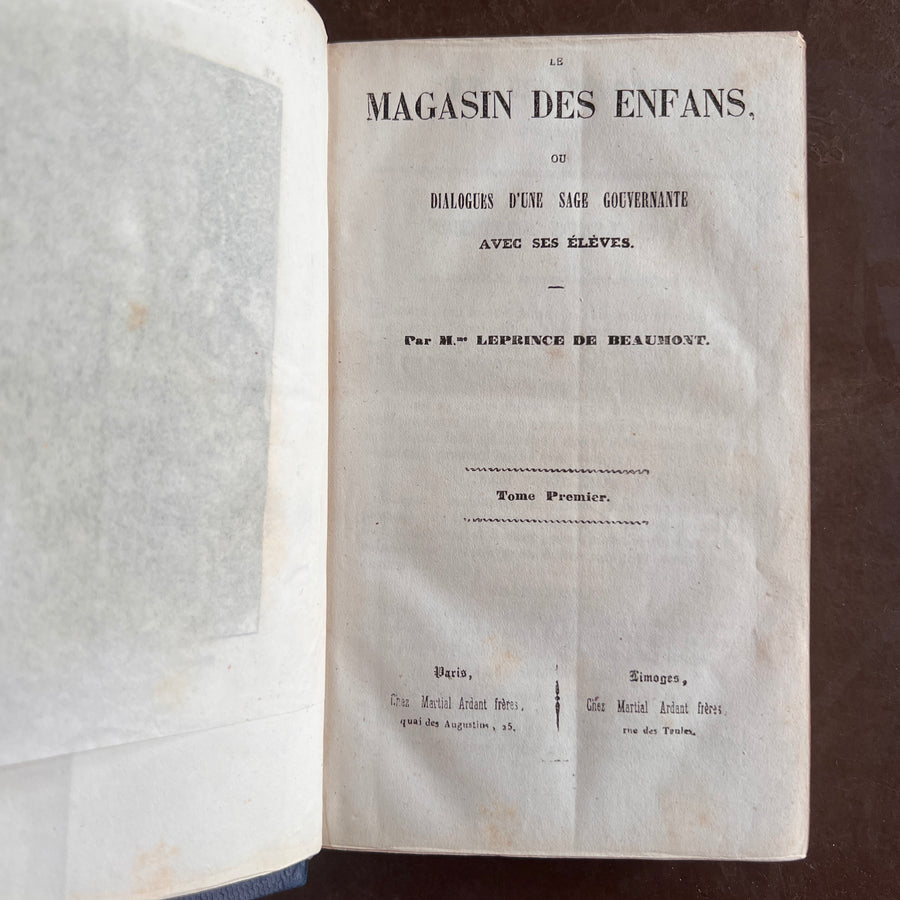 LE
MAGASIN DES ENFANS,
OU
DIALOGUES D'UNE SAGE GOUVERNANTE
AVEC SES ÉLÈVES.
Par M.me LEPRINCE DE BEAUMONT.
Tome Premier.
Paris,
Chez Martial Ardant frères,
quai des Augustins, 25.
Limoges,
Chez Martial Ardant frères,
rue des Taules.